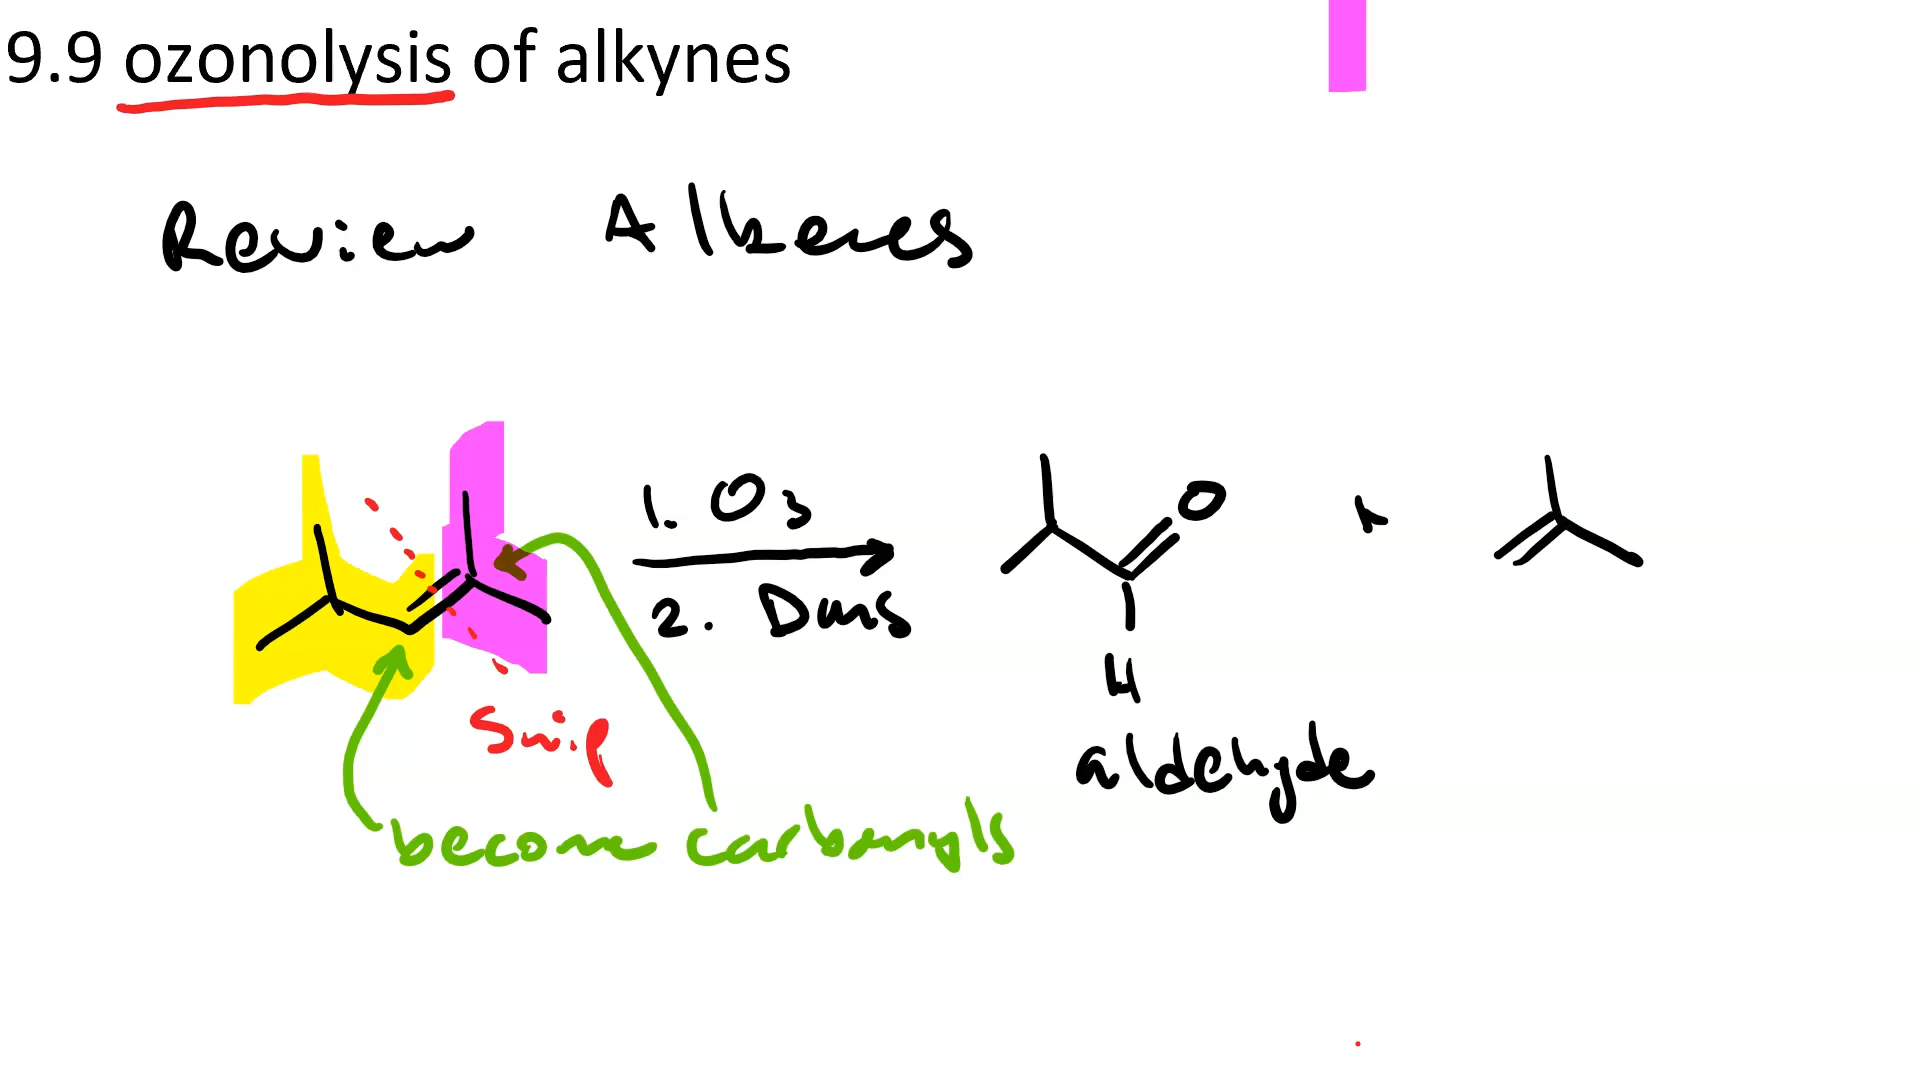 9.9 ozonolysis of alkynes
Review Alkenes
1. O3
2. DMS
O
+
H
snip
aldehyde
become carbonyls